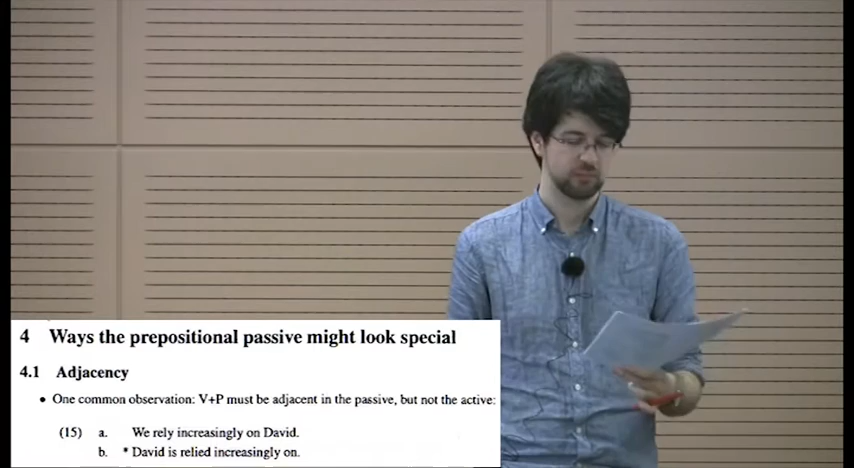 4 Ways the prepositional passive might look special
4.1 Adjacency
• One common observation: V+P must be adjacent in the passive, but not the active:
(15) a. We rely increasingly on David.
b. * David is relied increasingly on.